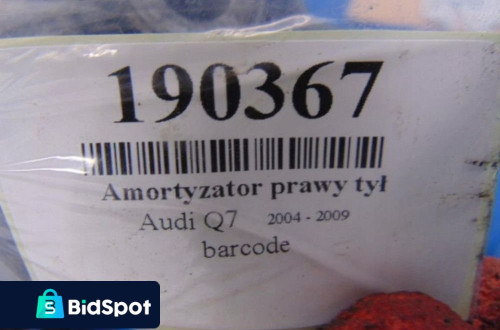 190367
Amortyzator prawy tył
Audi Q7 2004 - 2009
barcode
S BidSpot